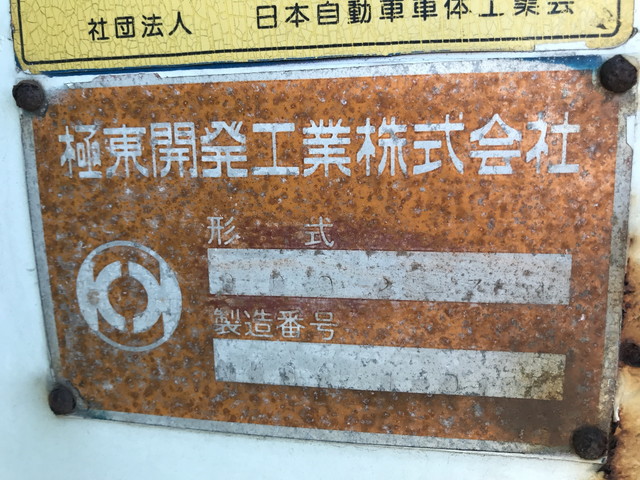 社団法人 日本自動車車体工業会
極東開発工業株式会社
形 式
製造番号